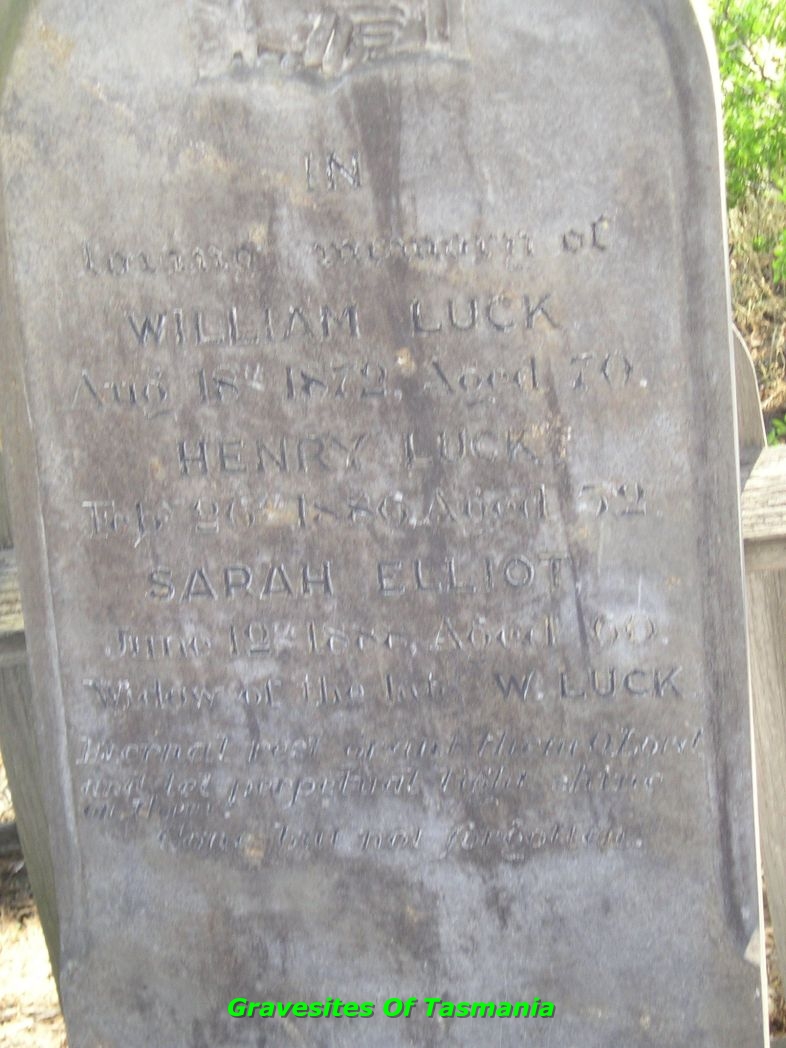 IN
loving memory of
WILLIAM LUCK
Aug 18th 1872, Aged 70.
HENRY LUCK
Feb 26th 1886, Aged 52.
SARAH ELLIOT
June 12th Aged 60.
Widow of the late W. LUCK
Eternal rest grant them O Lord
and let perpetual light shine
on them.
Gone but not forgotten.
Gravesites Of Tasmania